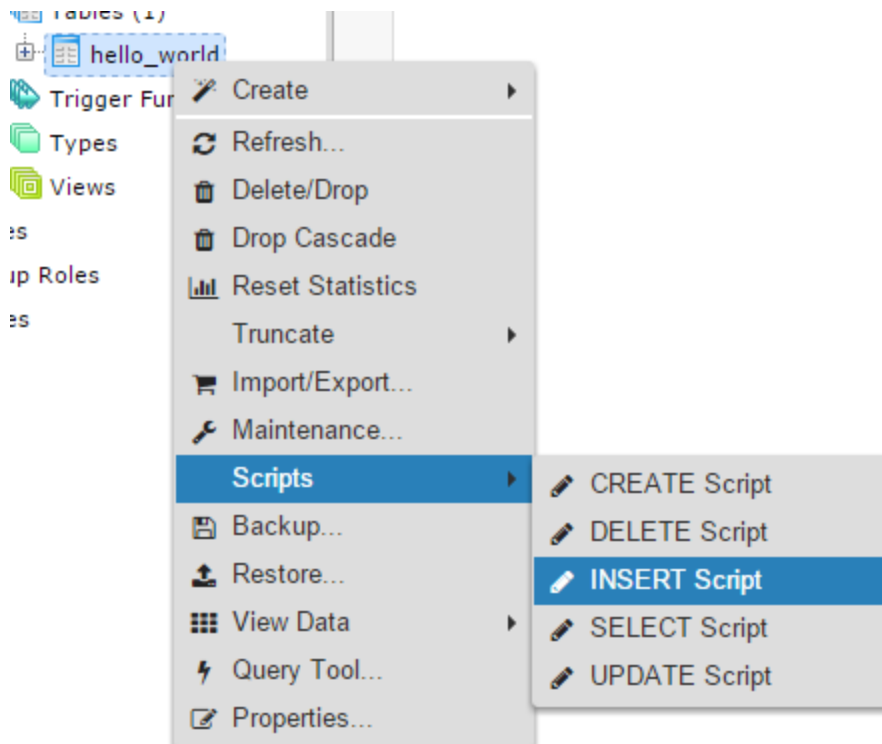 Tables (1)
hello_world
Trigger Fur
Types
Views
es
up Roles
es
Create
Refresh...
Delete/Drop
Drop Cascade
Reset Statistics
Truncate
Import/Export...
Maintenance...
Scripts
Backup...
Restore...
View Data
Query Tool...
Properties...
CREATE Script
DELETE Script
INSERT Script
SELECT Script
UPDATE Script